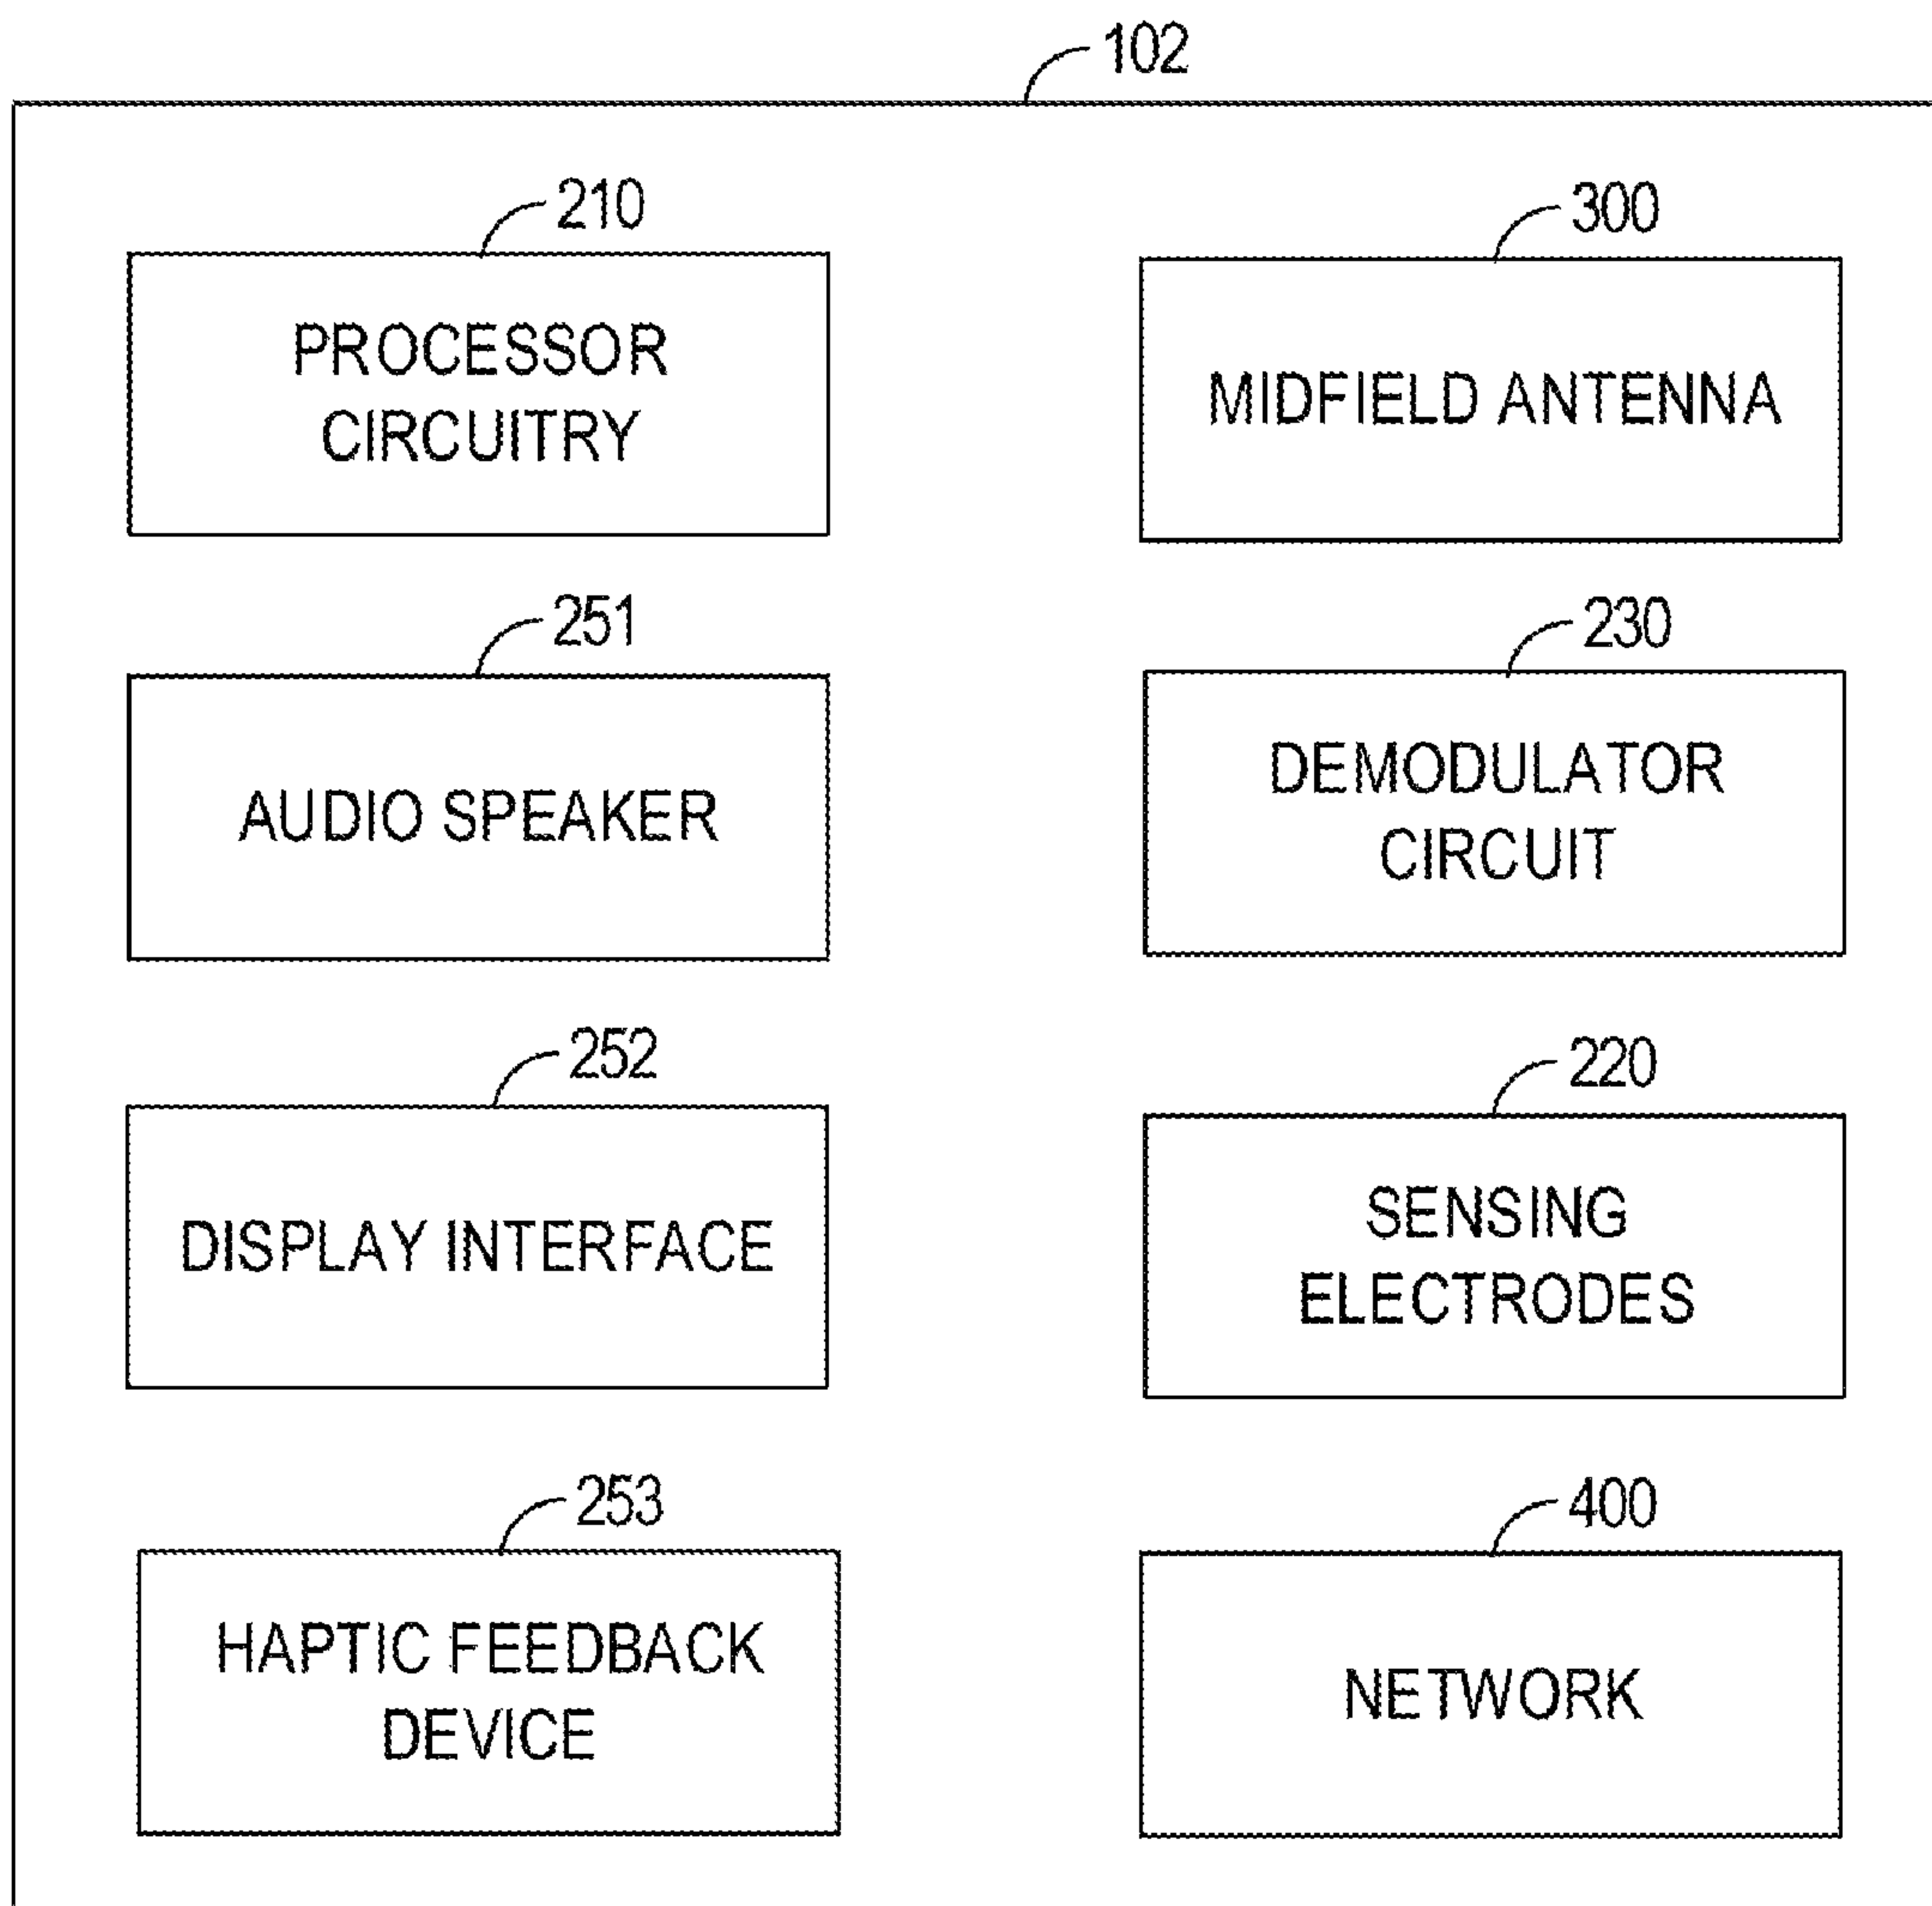 102
210
PROCESSOR
CIRCUITRY
300
MIDFIELD ANTENNA
251
AUDIO SPEAKER
230
DEMODULATOR
CIRCUIT
252
DISPLAY INTERFACE
220
SENSING
ELECTRODES
253
HAPTIC FEEDBACK
DEVICE
400
NETWORK